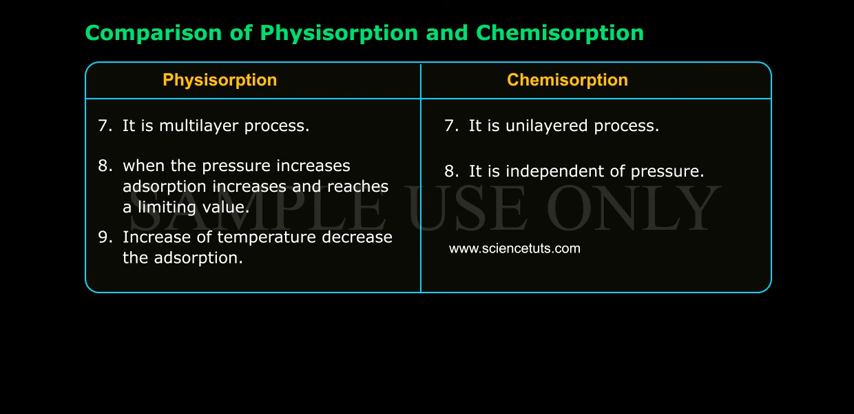 Comparison of Physisorption and Chemisorption
Physisorption
Chemisorption
7. It is multilayer process.
8. when the pressure increases
adsorption increases and reaches
a limiting value.
9. Increase of temperature decrease
the adsorption.
7. It is unilayered process.
8. It is independent of pressure.
www.sciencetuts.com
SAMPLE USE ONLY